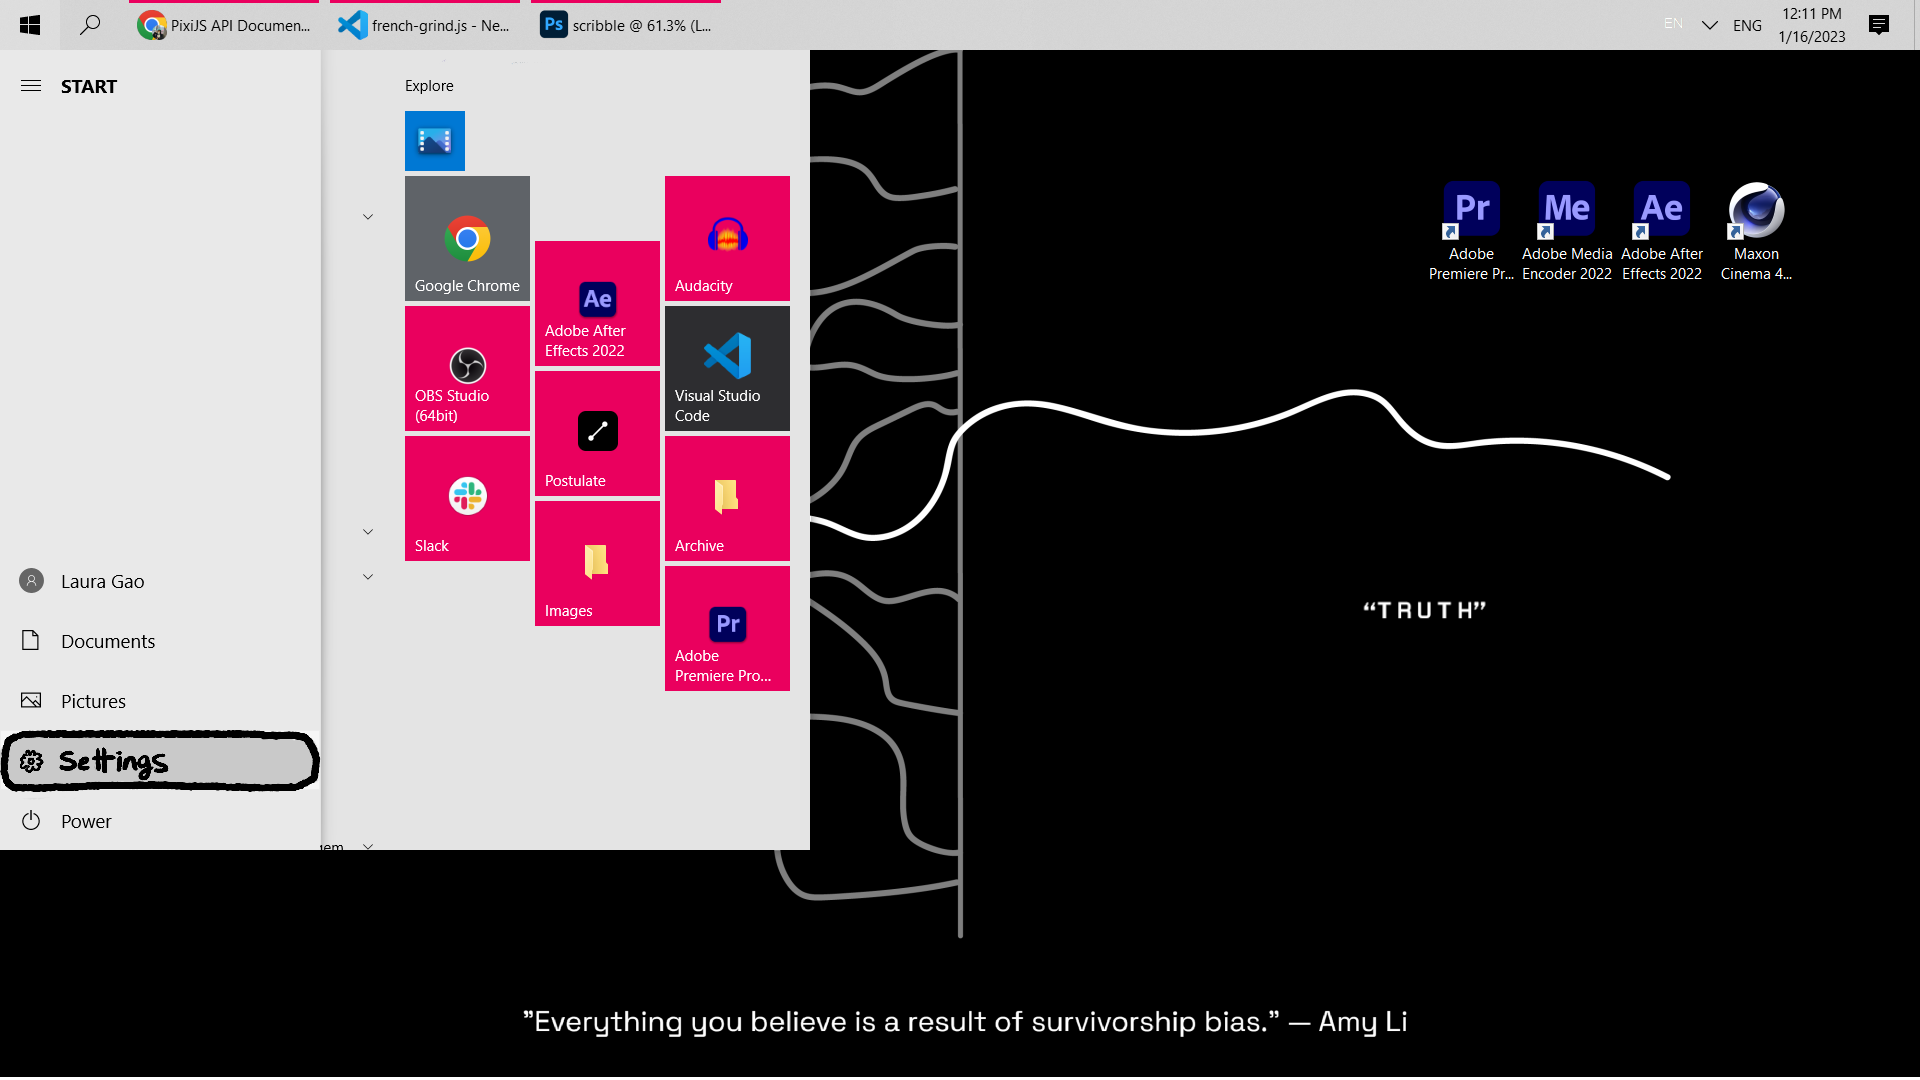 PixiJS API Documen...
french-grind.js - Ne...
Ps
scribble @ 61.3% (L...
EN
ENG
12:11 PM
1/16/2023
START
Explore
Google Chrome
Ae
Adobe After
Effects 2022
Audacity
OBS Studio
(64bit)
Postulate
Visual Studio
Code
Slack
Images
Archive
Pr
Adobe
Premiere Pro...
Laura Gao
Documents
Pictures
Settings
Power
Pr
Adobe
Premiere Pr...
Me
Adobe Media
Encoder 2022
Ae
Adobe After
Effects 2022
Maxon
Cinema 4...
“TRUTH”
”Everything you believe is a result of survivorship bias.” — Amy Li